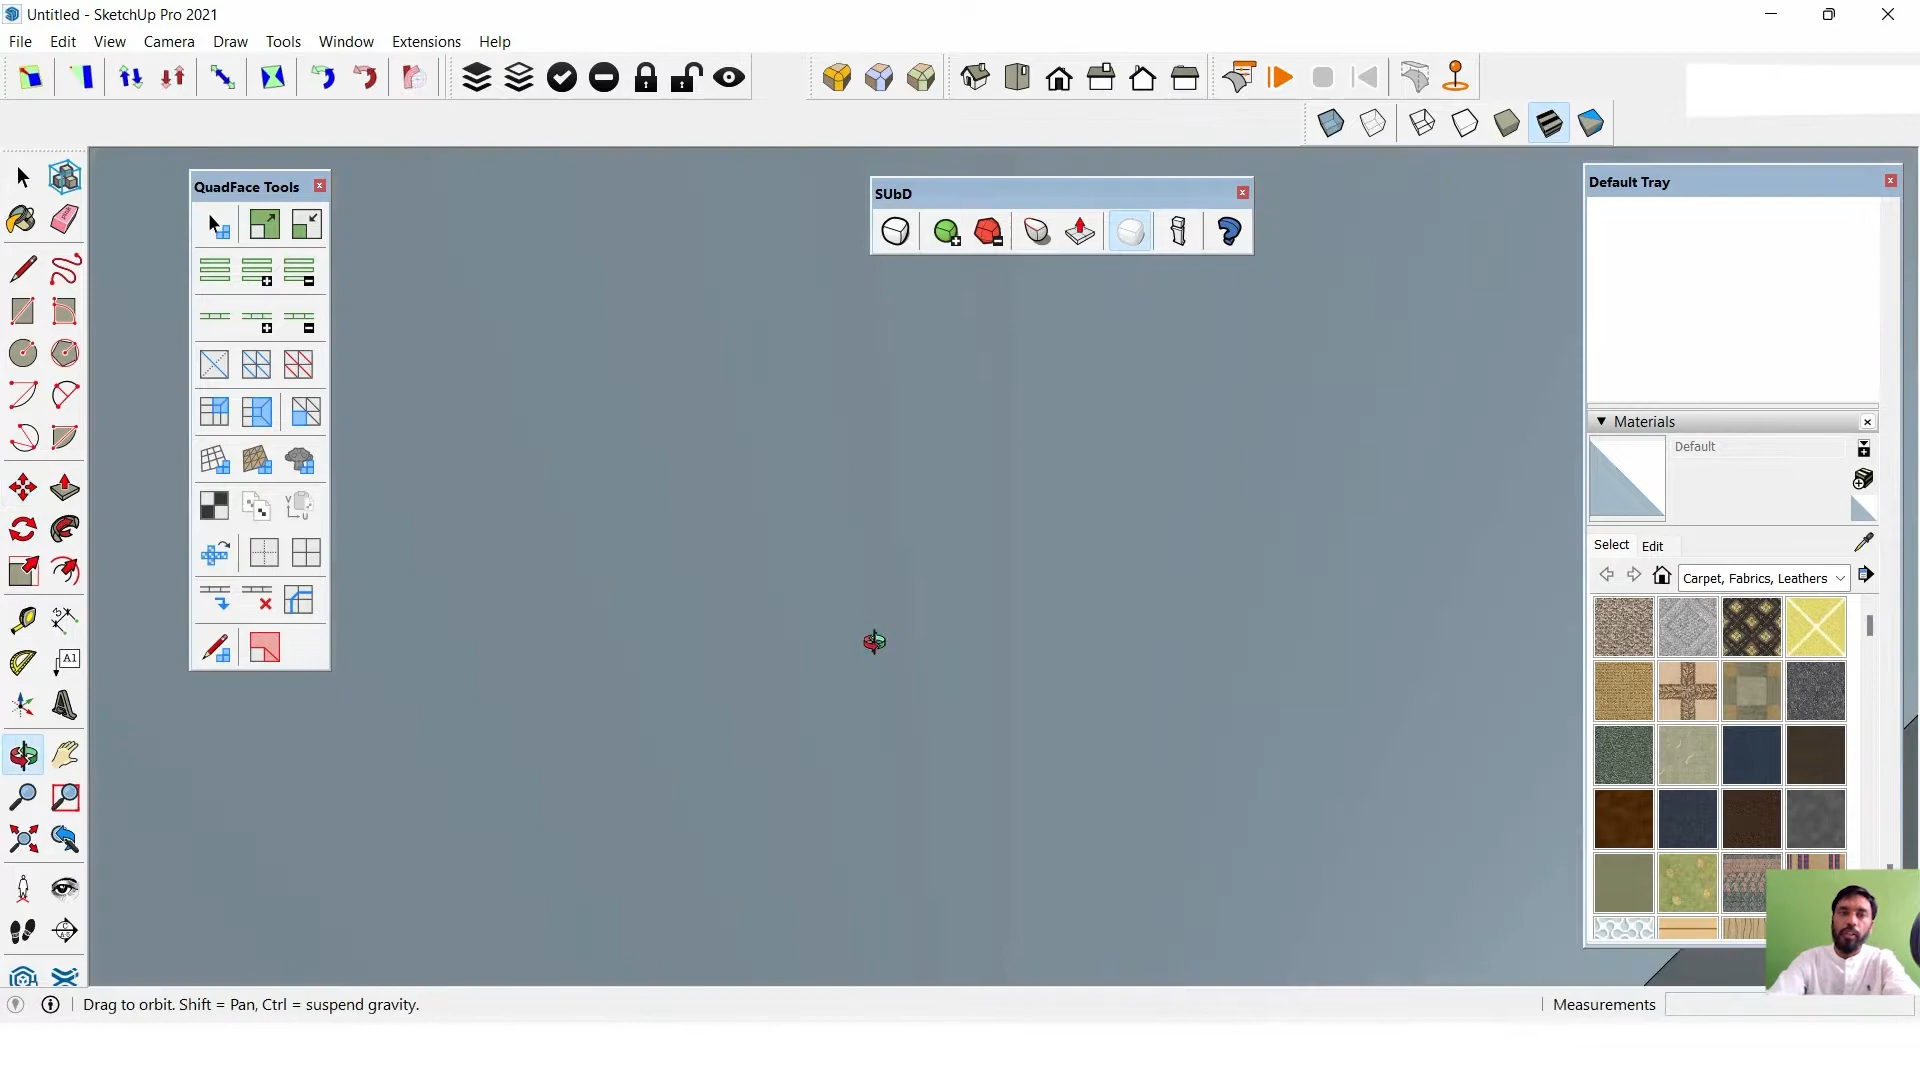 Untitled - SketchUp Pro 2021
File Edit View Camera Draw Tools Window Extensions Help
QuadFace Tools
SUbD
Default Tray
Materials
Default
Select Edit
Carpet, Fabrics, Leathers
A1
Drag to orbit. Shift = Pan, Ctrl = suspend gravity.
Measurements